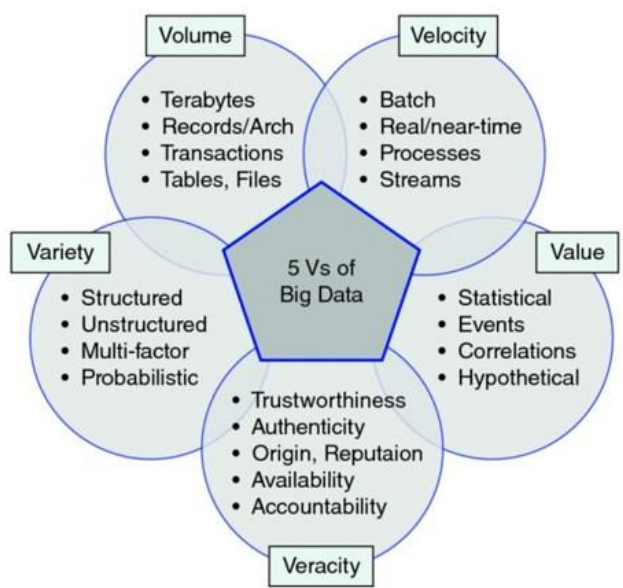 Volume
• Terabytes
• Records/Arch
• Transactions
• Tables, Files
Velocity
• Batch
• Real/near-time
• Processes
• Streams
Variety
• Structured
• Unstructured
• Multi-factor
• Probabilistic
5 Vs of
Big Data
Value
• Statistical
• Events
• Correlations
• Hypothetical
• Trustworthiness
• Authenticity
• Origin, Reputaion
• Availability
• Accountability
Veracity